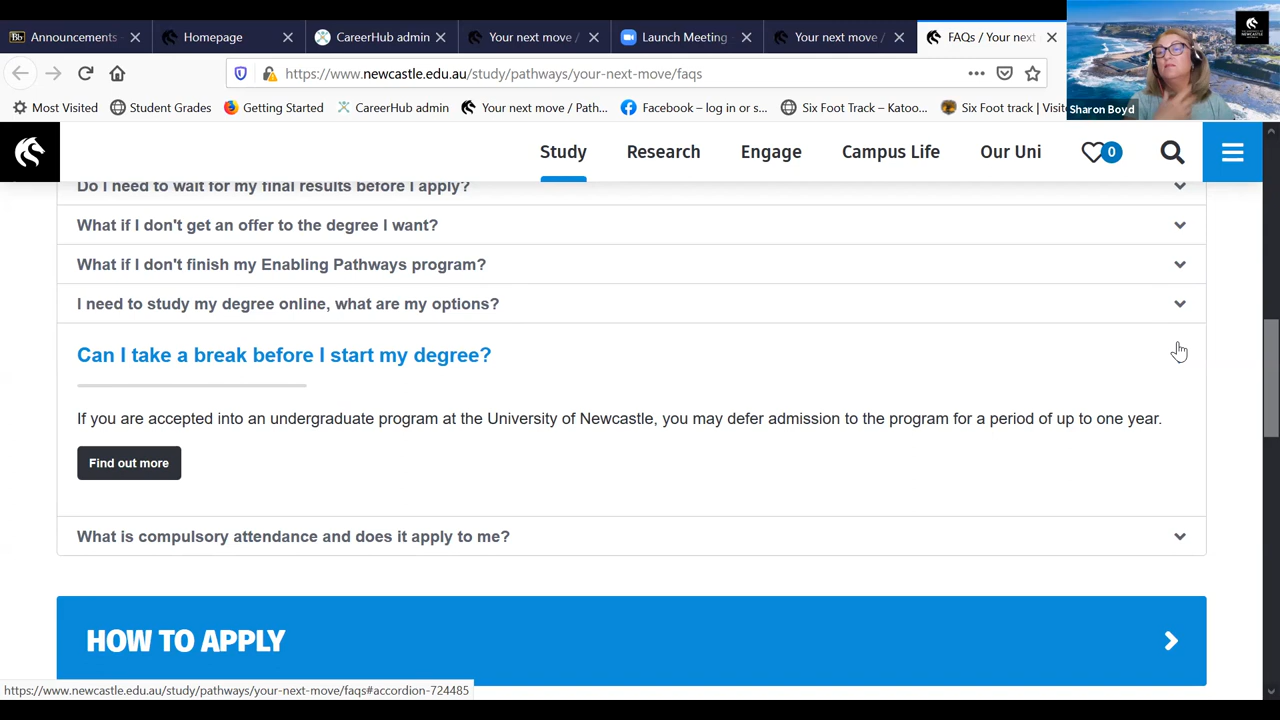 Announcements
Homepage
CareerHub admin
Your next move /
Launch Meeting
Your next move /
FAQs / Your next
https://www.newcastle.edu.au/study/pathways/your-next-move/faqs
Most Visited
Student Grades
Getting Started
CareerHub admin
Your next move / Path...
Facebook – log in or s...
Six Foot Track – Katoo...
Six Foot track | Visit
Sharon Boyd
Study
Research
Engage
Campus Life
Our Uni
0
Do I need to wait for my final results before I apply?
What if I don't get an offer to the degree I want?
What if I don't finish my Enabling Pathways program?
I need to study my degree online, what are my options?
Can I take a break before I start my degree?
If you are accepted into an undergraduate program at the University of Newcastle, you may defer admission to the program for a period of up to one year.
Find out more
What is compulsory attendance and does it apply to me?
HOW TO APPLY
https://www.newcastle.edu.au/study/pathways/your-next-move/faqs#accordion-724485